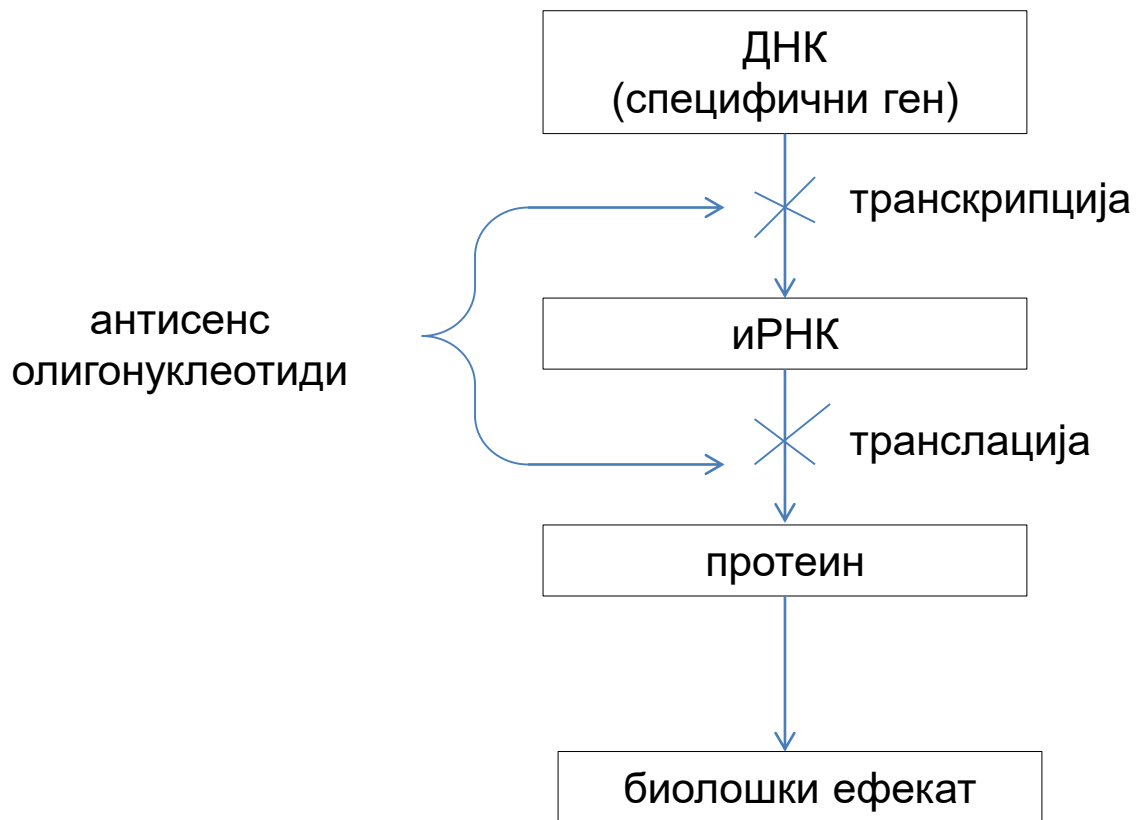 ДНК
(специфични ген)
транскрипција
антисенс
олигонуклеотиди
иРНК
транслација
протеин
биолошки ефекат